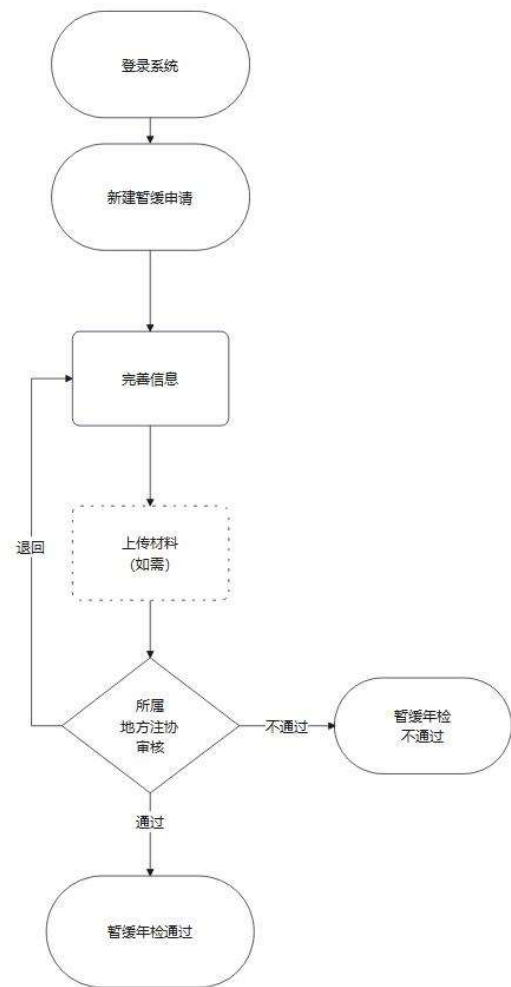 登录系统
新建暂缓申请
完善信息
退回
上传材料
(如需)
所属
地方注协
审核
不通过
暂缓年检
不通过
通过
暂缓年检通过